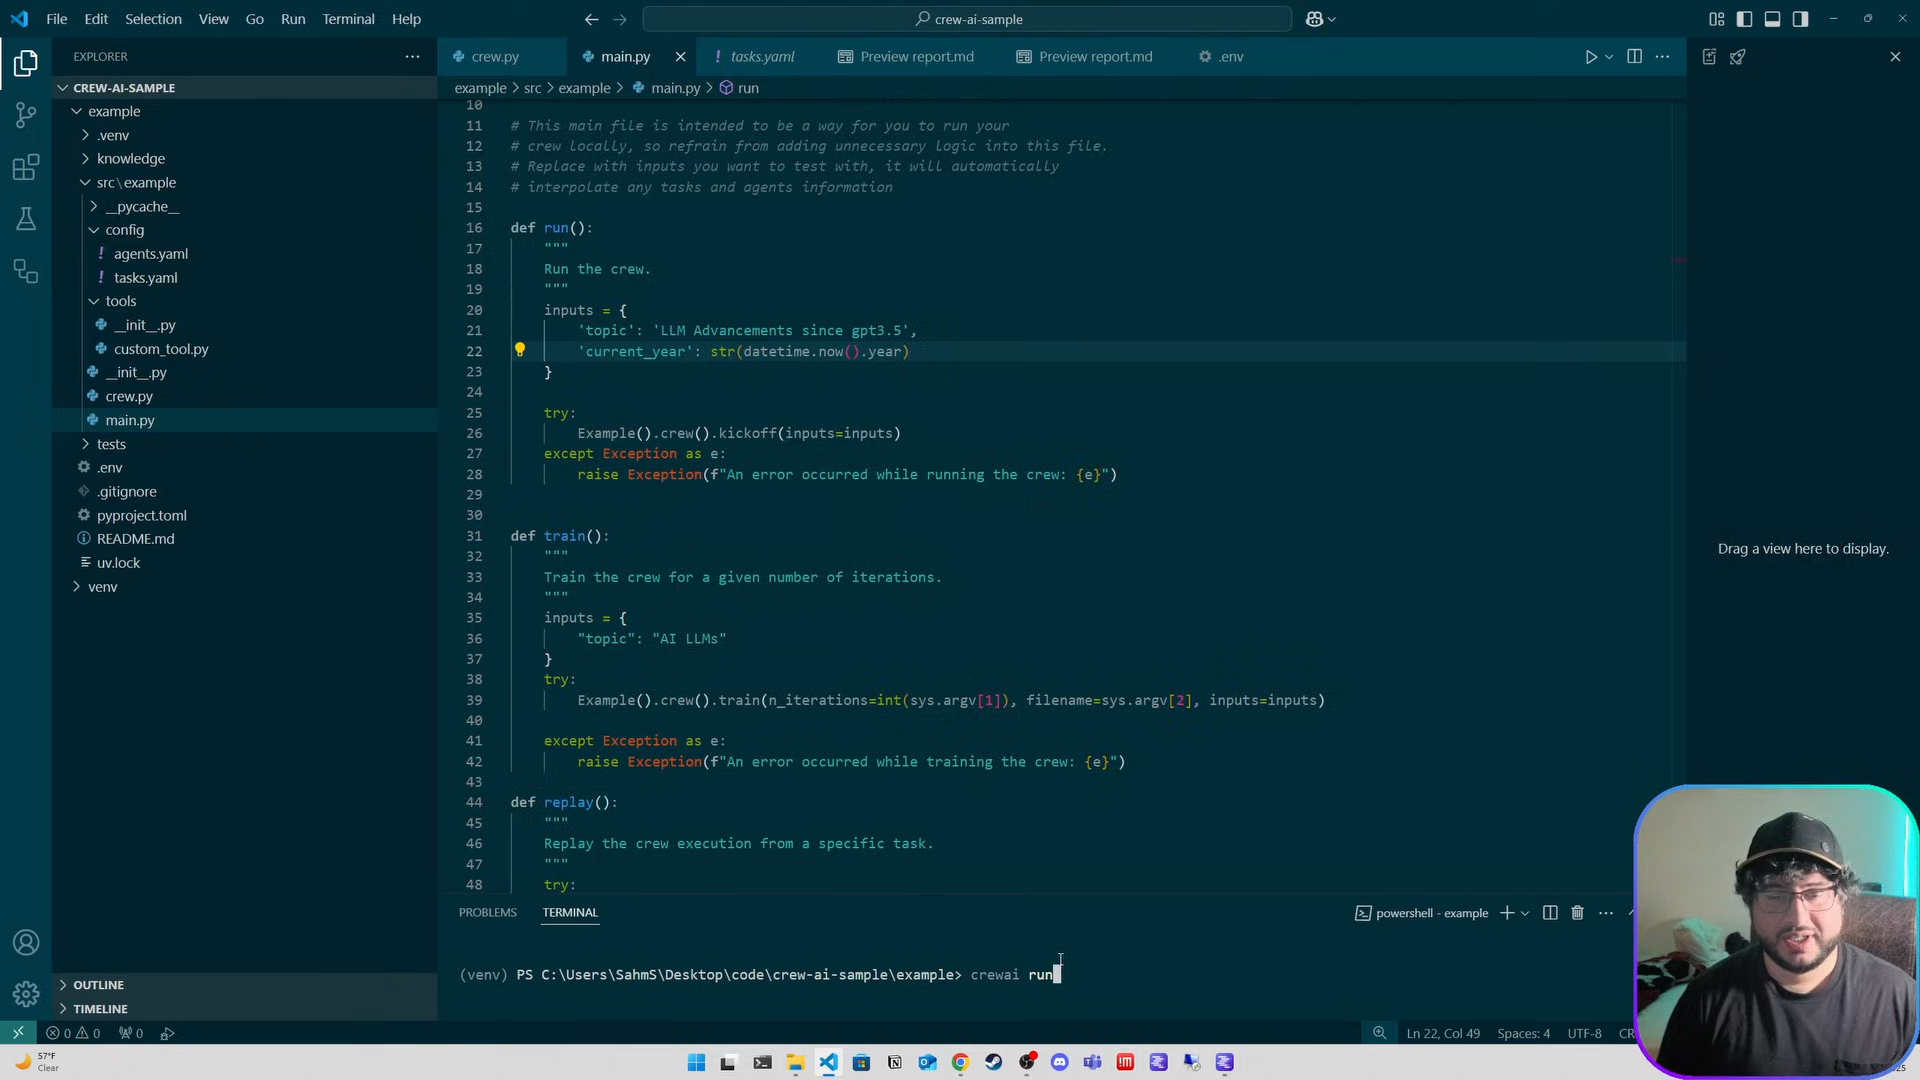 File Edit Selection View Go Run Terminal Help
crew-ai-sample
EXPLORER
CREW-AI-SAMPLE
example
.venv
knowledge
src\example
__pycache__
config
! agents.yaml
! tasks.yaml
tools
__init__.py
custom_tool.py
__init__.py
crew.py
main.py
tests
.env
.gitignore
pyproject.toml
README.md
uv.lock
venv
OUTLINE
TIMELINE
crew.py main.py ! tasks.yaml Preview report.md Preview report.md .env
example > src > example > main.py > run
10
11 # This main file is intended to be a way for you to run your
12 # crew locally, so refrain from adding unnecessary logic into this file.
13 # Replace with inputs you want to test with, it will automatically
14 # interpolate any tasks and agents information
15
16 def run():
17 """
18 Run the crew.
19 """
20 inputs = {
21 'topic': 'LLM Advancements since gpt3.5',
22 'current_year': str(datetime.now().year)
23 }
24
25 try:
26 Example().crew().kickoff(inputs=inputs)
27 except Exception as e:
28 raise Exception(f"An error occurred while running the crew: {e}")
29
30
31 def train():
32 """
33 Train the crew for a given number of iterations.
34 """
35 inputs = {
36 "topic": "AI LLMs"
37 }
38 try:
39 Example().crew().train(n_iterations=int(sys.argv[1]), filename=sys.argv[2], inputs=inputs)
40
41 except Exception as e:
42 raise Exception(f"An error occurred while training the crew: {e}")
43
44 def replay():
45 """
46 Replay the crew execution from a specific task.
47 """
48 try:
Drag a view here to display.
PROBLEMS TERMINAL
powershell - example
(venv) PS C:\Users\SahmS\Desktop\code\crew-ai-sample\example> crewai run
0 0 0
Ln 22, Col 49 Spaces: 4 UTF-8
57°F
Clear